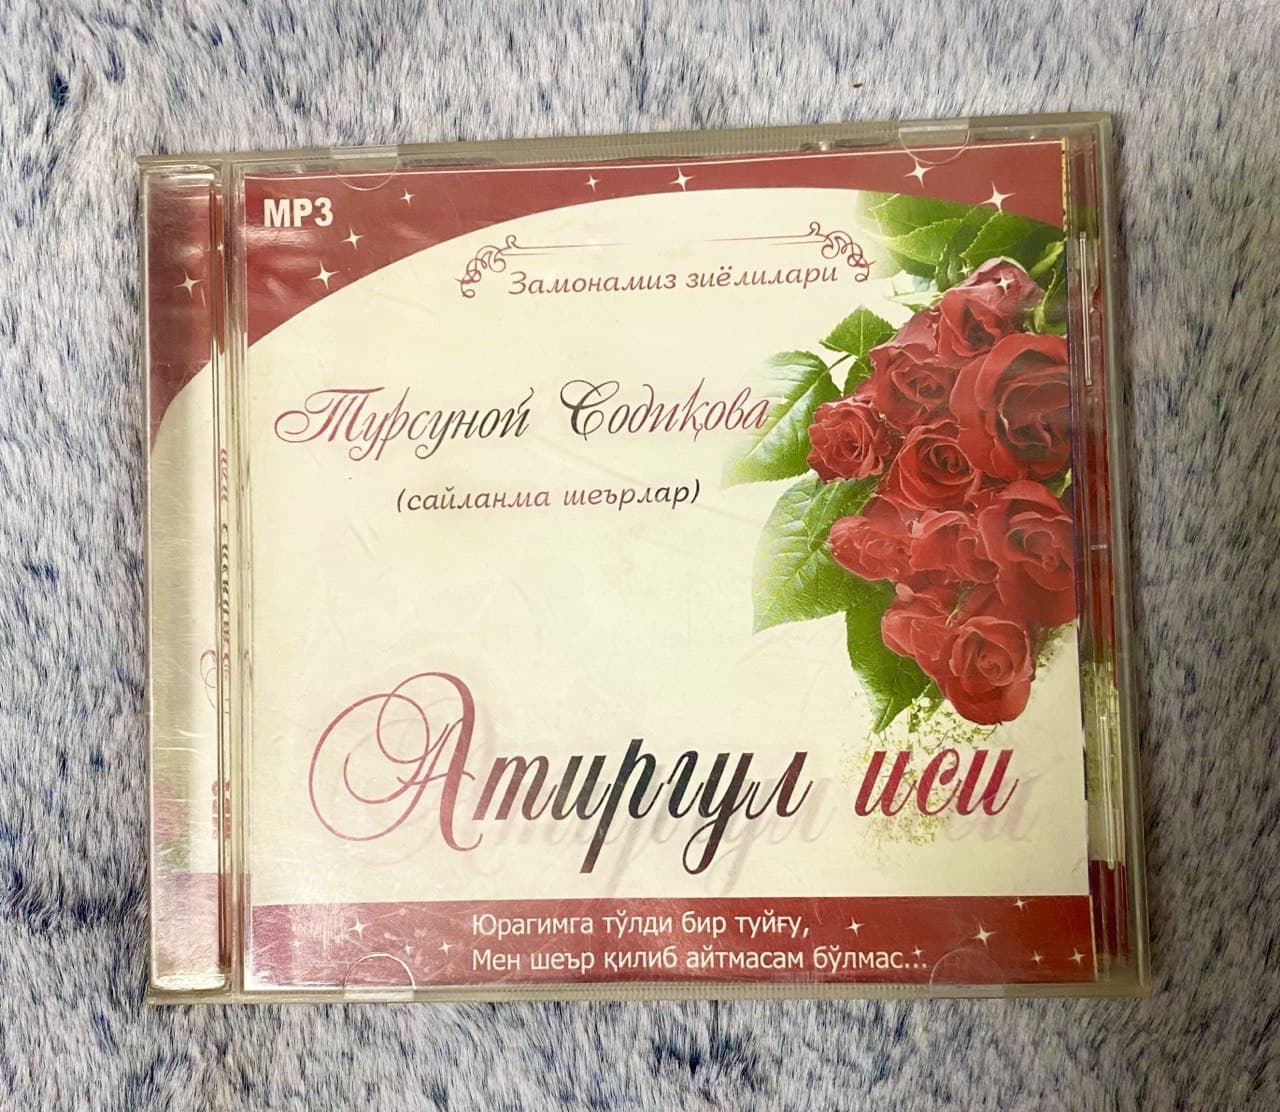 MP3
Замонамиз зиёлилари
Турсуной Содиқова
(сайланма шеърлар)
Атиргул иси
Юрагимга тўлди бир туйғу,
Мен шеър қилиб айтмасам бўлмас...